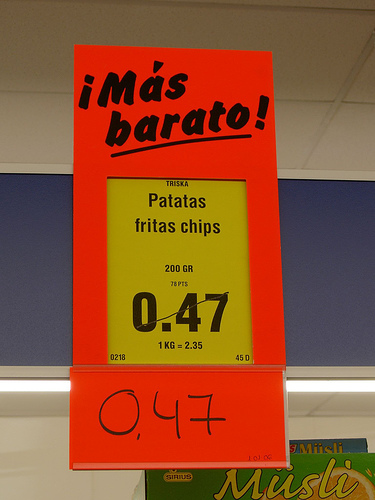 ¡Más
barato!
TRISKA
Patatas
fritas chips
200 GR
78 PTS
0.47
1 KG = 2.35
0218 45 D
0,47
Müsli
SIRIUS
Müsli